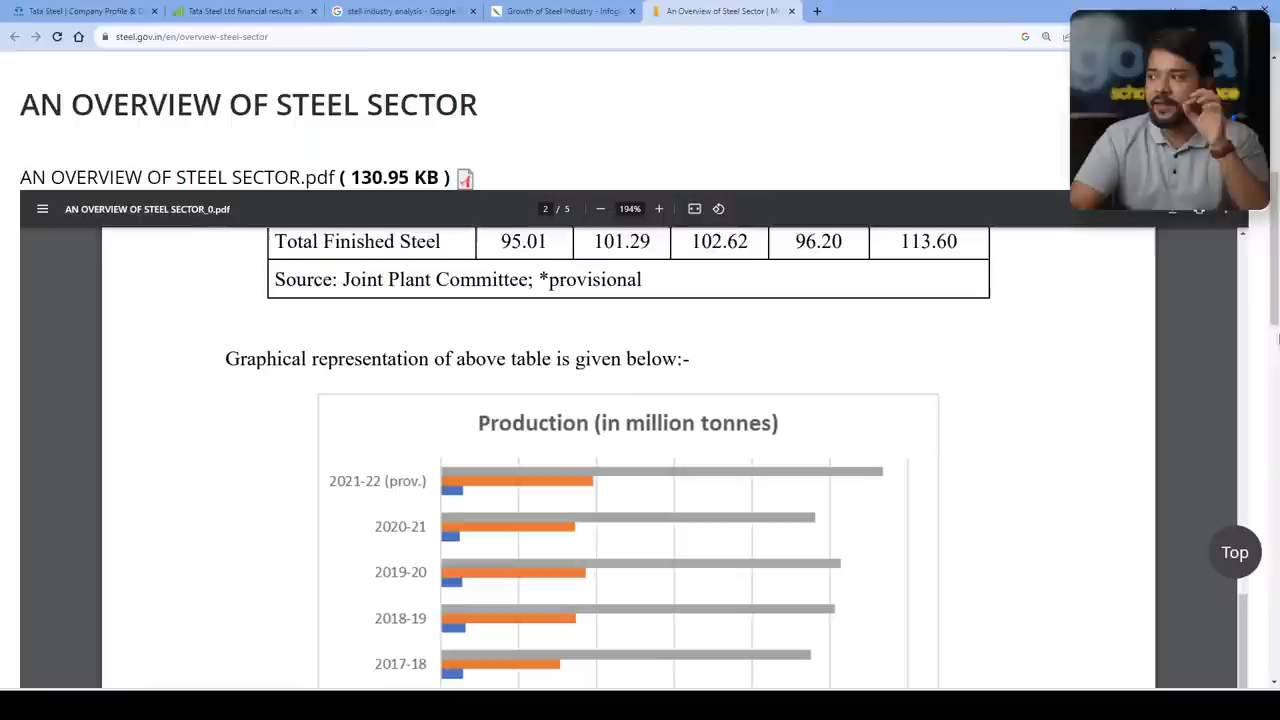 Tata Steel | Company Profile & D
Tata Steel Ltd financial results an
stell industry analysis - Google
Growth of Steel Industry - Infog
An Overview of Steel Sector | M
steel.gov.in/en/overview-steel-sector
AN OVERVIEW OF STEEL SECTOR
AN OVERVIEW OF STEEL SECTOR.pdf ( 130.95 KB )
AN OVERVIEW OF STEEL SECTOR_0.pdf
2 / 5
194%
Total Finished Steel 95.01 101.29 102.62 96.20 113.60
Source: Joint Plant Committee; *provisional
Graphical representation of above table is given below:-
Production (in million tonnes)
2021-22 (prov.)
2020-21
2019-20
2018-19
2017-18
Top